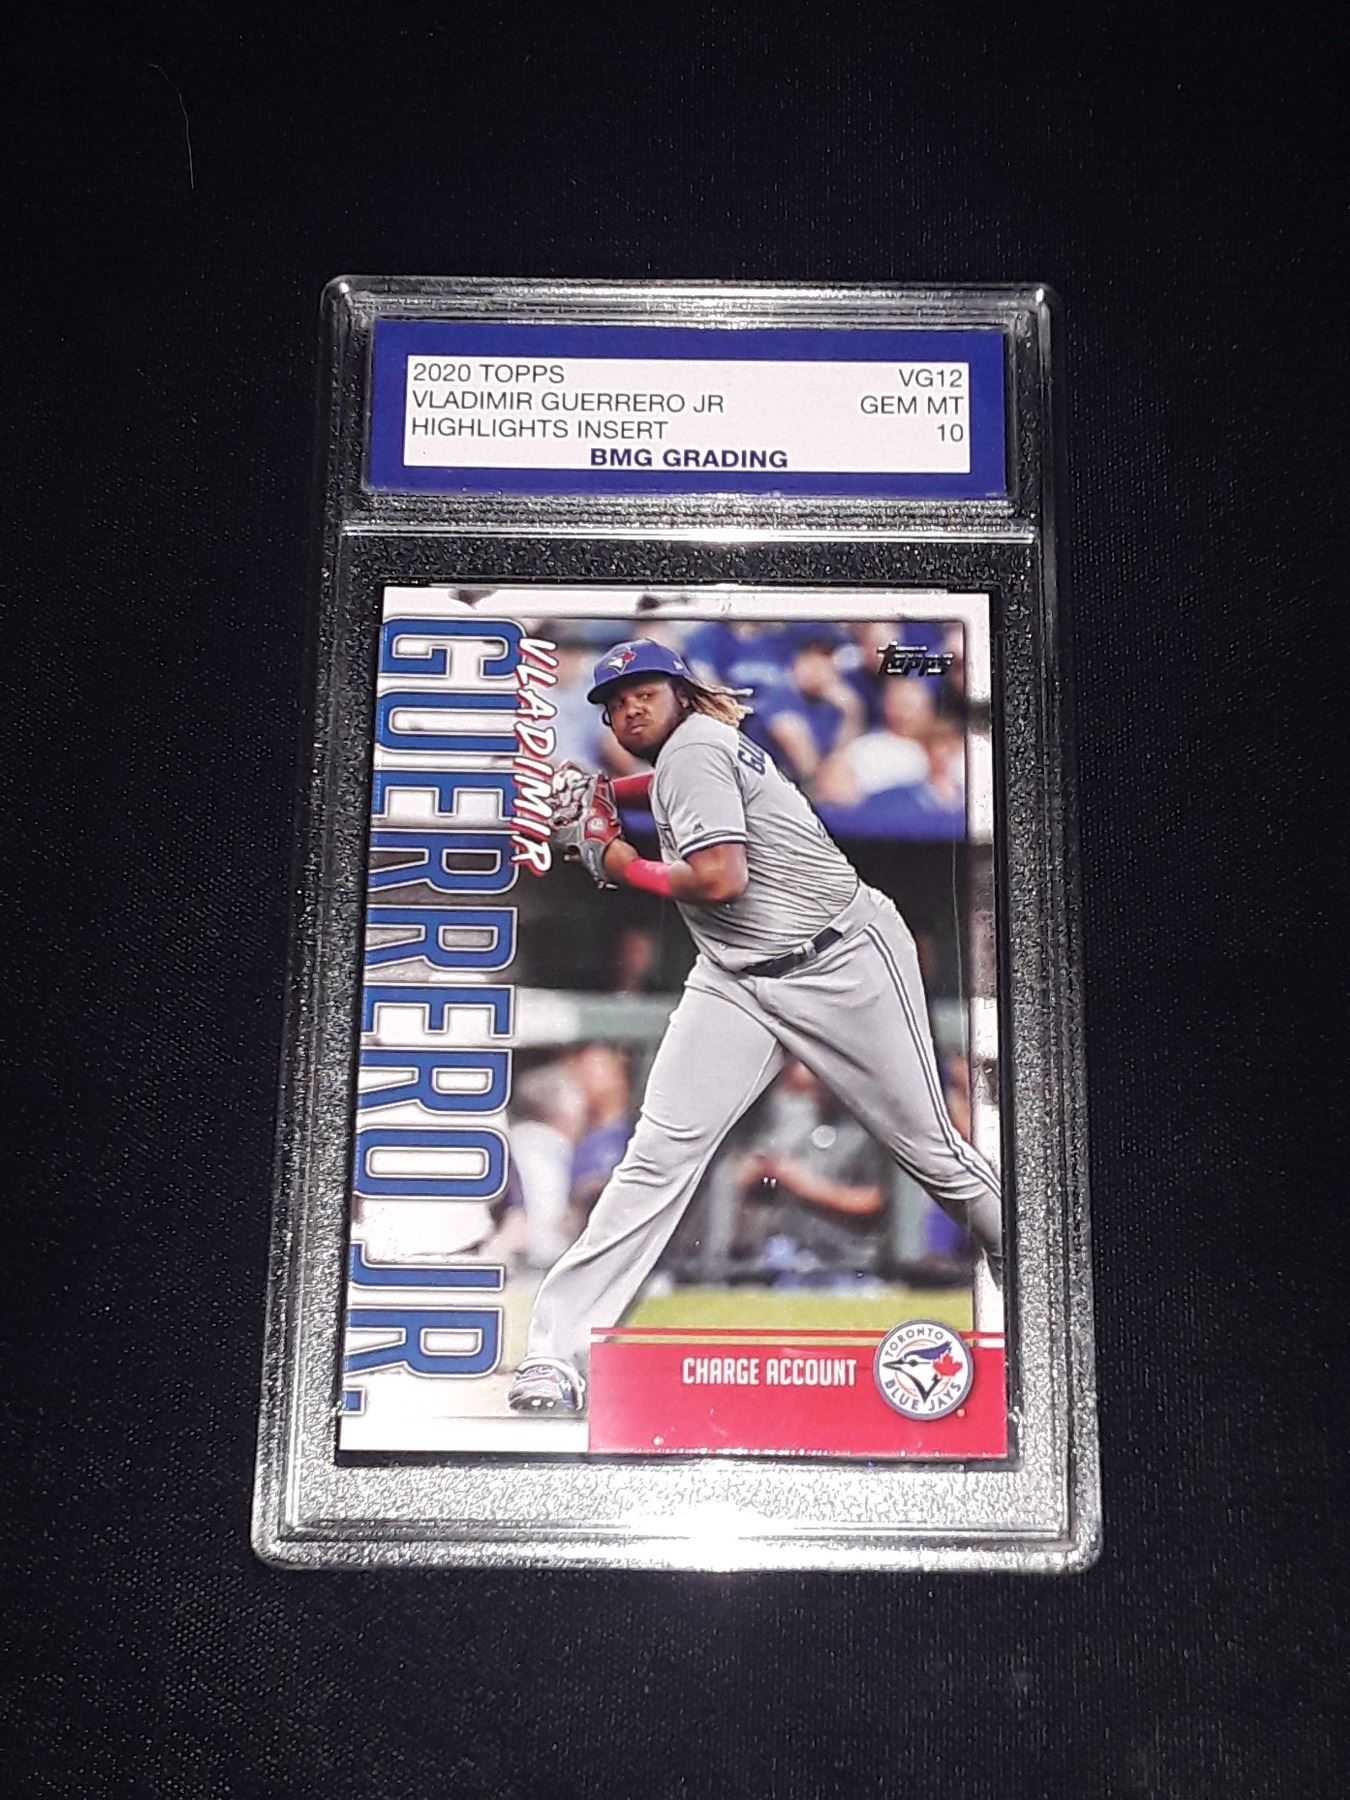 2020 TOPPS VG12
VLADIMIR GUERRERO JR GEM MT
HIGHLIGHTS INSERT 10
BMG GRADING
Topps
GUERRERO JR.
VLADIMIR
GU
CHARGE ACCOUNT
TORONTO
BLUE JAYS